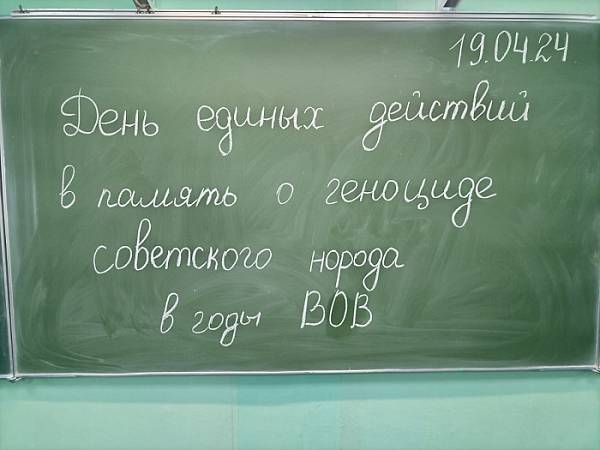 19.04.24
День единых действий
в память о геноциде
советского норода
в годы ВОВ